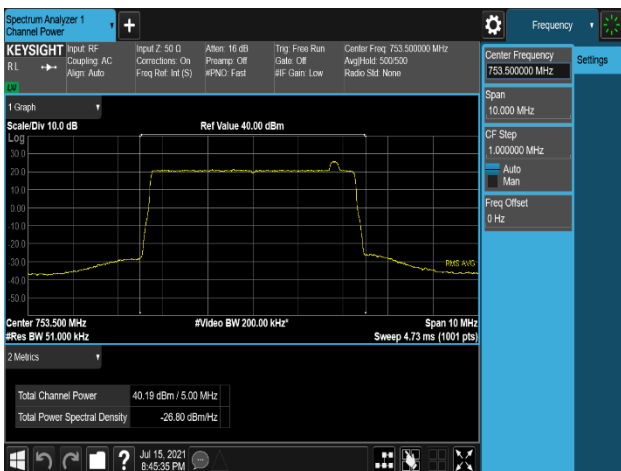 Spectrum Analyzer 1
Channel Power
Frequency
KEYSIGHT
R L
LXI
Input: RF
Coupling: AC
Align: Auto
Input Z: 50 Ω
Corrections: On
Freq Ref: Int (S)
Atten: 16 dB
Preamp: Off
#PNO: Fast
Trig: Free Run
Gate: Off
#IF Gain: Low
Center Freq: 753.500000 MHz
Avg|Hold: 500/500
Radio Std: None
Center Frequency
753.500000 MHz
Settings
Span
10.000 MHz
CF Step
1.000000 MHz
Auto
Man
Freq Offset
0 Hz
1 Graph
Scale/Div 10.0 dB
Ref Value 40.00 dBm
Log
30.0
20.0
10.0
0.00
-10.0
-20.0
-30.0
-40.0
-50.0
RMS AVG
Center 753.500 MHz
#Video BW 200.00 kHz*
Span 10 MHz
#Res BW 51.000 kHz
Sweep 4.73 ms (1001 pts)
2 Metrics
Total Channel Power 40.19 dBm / 5.00 MHz
Total Power Spectral Density -26.80 dBm/Hz
?
Jul 15, 2021
8:45:35 PM